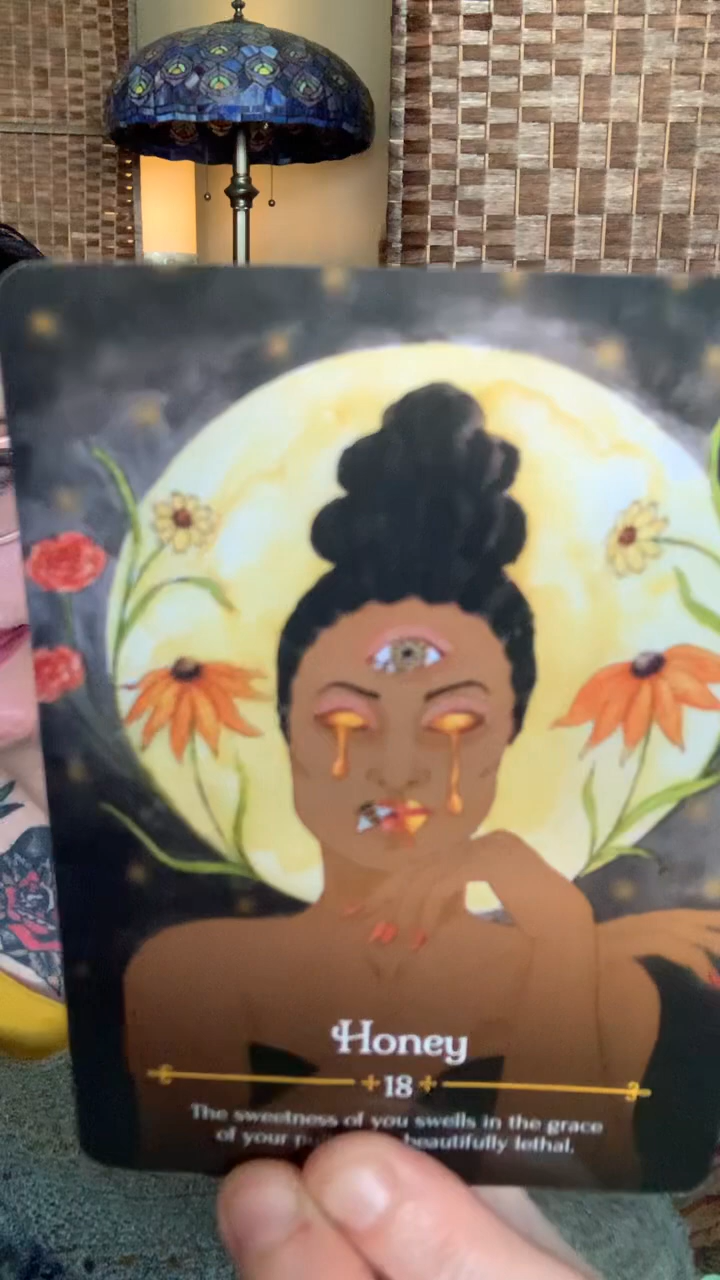 Honey
18
The sweetness of you swells in the grace
of your beautifully lethal.